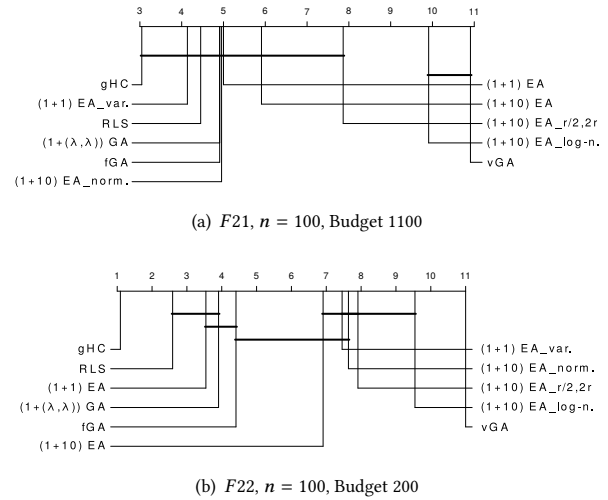 3 4 5 6 7 8 9 10 11
gHC (1+1) EA
(1+1) EA_var. (1+10) EA
RLS (1+10) EA_r/2,2r
(1+(λ,λ)) GA (1+10) EA_log-n.
fGA vGA
(1+10) EA_norm.
(a) F21, n = 100, Budget 1100
1 2 3 4 5 6 7 8 9 10 11
gHC (1+1) EA_var.
RLS (1+10) EA_norm.
(1+1) EA (1+10) EA_r/2,2r
(1+(λ,λ)) GA (1+10) EA_log-n.
fGA vGA
(1+10) EA
(b) F22, n = 100, Budget 200